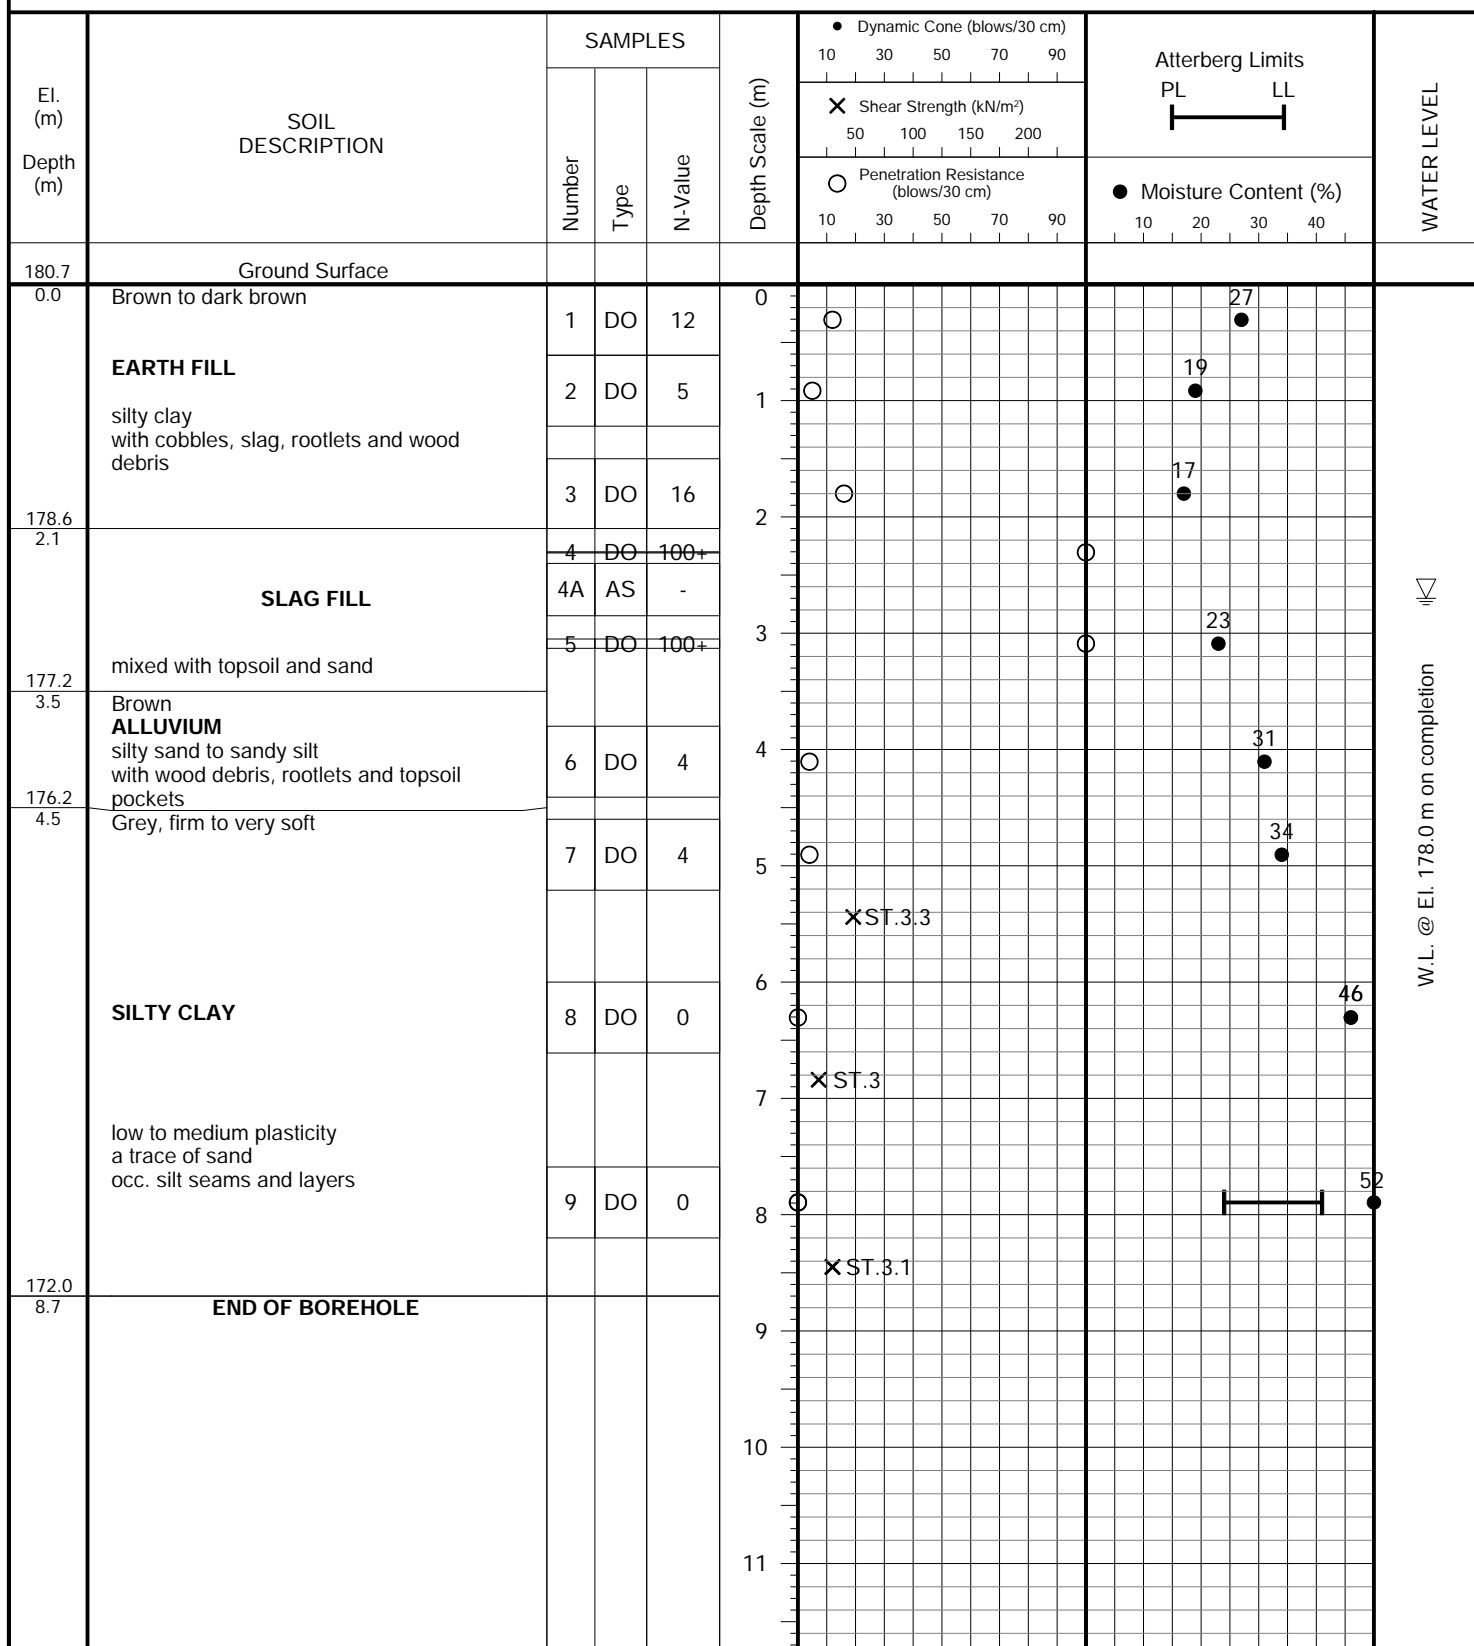 El.
(m)
Depth
(m)
SOIL
DESCRIPTION
SAMPLES
Number
Type
N-Value
Depth Scale (m)
Dynamic Cone (blows/30 cm)
10 30 50 70 90
Shear Strength (kN/m²)
50 100 150 200
Penetration Resistance
(blows/30 cm)
10 30 50 70 90
Atterberg Limits
PL LL
Moisture Content (%)
10 20 30 40
WATER LEVEL
180.7 Ground Surface
0.0 Brown to dark brown 0 27
1 DO 12
EARTH FILL 19
2 DO 5
1
silty clay
with cobbles, slag, rootlets and wood
debris 17
3 DO 16
178.6 2
2.1
4 DO 100+
4A AS -
SLAG FILL
23
3
5 DO 100+
mixed with topsoil and sand
177.2
3.5 Brown
ALLUVIUM 31
silty sand to sandy silt 4
6 DO 4
with wood debris, rootlets and topsoil
176.2 pockets
4.5 Grey, firm to very soft 34
7 DO 4
5
ST.3.3
6
46
SILTY CLAY 8 DO 0
ST.3
7
low to medium plasticity
a trace of sand
occ. silt seams and layers 52
9 DO 0
8
ST.3.1
172.0
8.7 END OF BOREHOLE
9
10
11
W.L. @ El. 178.0 m on completion